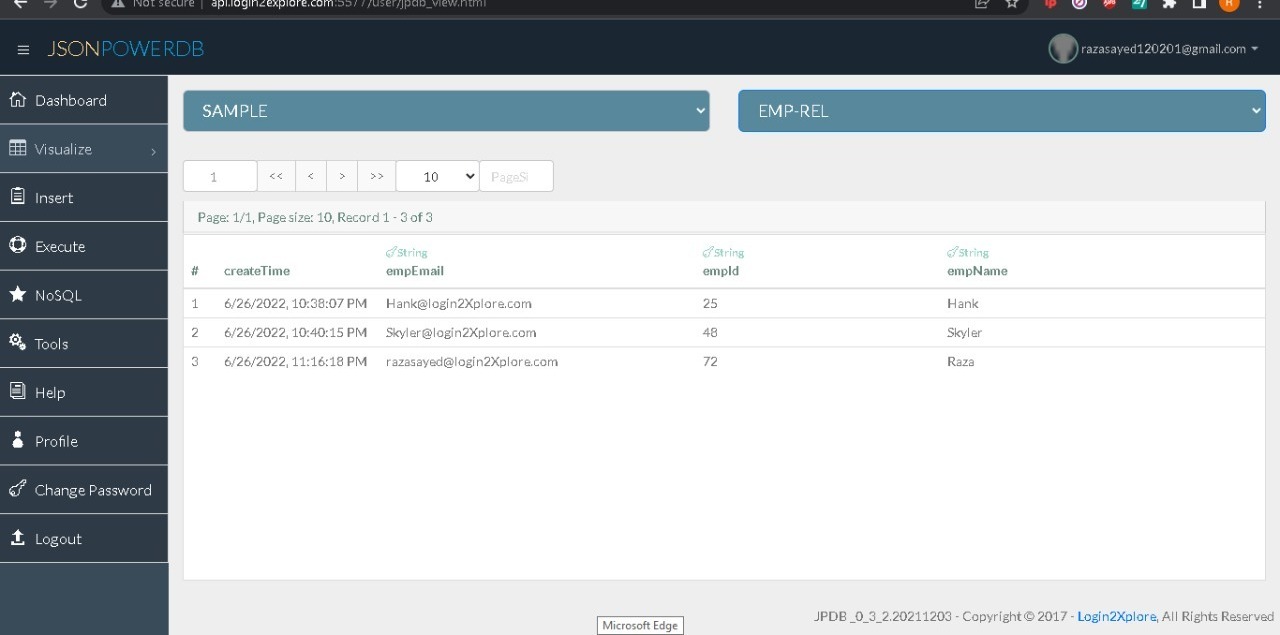 Not secure | api.login2explore.com:5577/user/jpdb_view.html
JSONPOWERDB
razasayed120201@gmail.com
Dashboard
Visualize
Insert
Execute
NoSQL
Tools
Help
Profile
Change Password
Logout
SAMPLE
EMP-REL
1 << < > >> 10 PageSi
Page: 1/1, Page size: 10, Record 1 - 3 of 3
String String String
# createTime empEmail empId empName
1 6/26/2022, 10:38:07 PM Hank@login2Xplore.com 25 Hank
2 6/26/2022, 10:40:15 PM Skyler@login2Xplore.com 48 Skyler
3 6/26/2022, 11:16:18 PM razasayed@login2Xplore.com 72 Raza
JPDB_0_3_2.20211203 - Copyright © 2017 - Login2Xplore, All Rights Reserved
Microsoft Edge